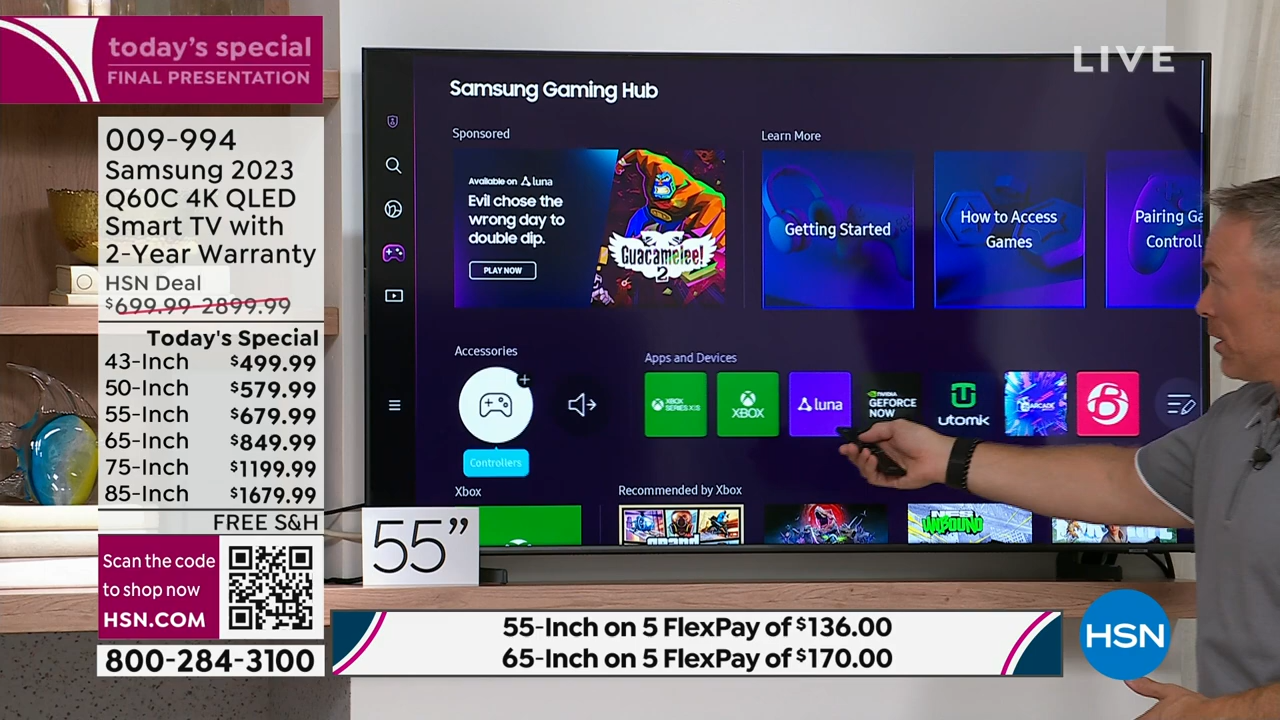 today's special
FINAL PRESENTATION
LIVE
009-994
Samsung 2023
Q60C 4K QLED
Smart TV with
2-Year Warranty
HSN Deal
$699.99-2899.99
Today's Special
43-Inch $499.99
50-Inch $579.99
55-Inch $679.99
65-Inch $849.99
75-Inch $1199.99
85-Inch $1679.99
FREE S&H
Scan the code
to shop now
HSN.COM
800-284-3100
Samsung Gaming Hub
Sponsored
Learn More
Available on luna
Evil chose the
wrong day to
double dip.
PLAY NOW
Guacamelee!
2
Getting Started
How to Access
Games
Pairing Ga
Controll
Accessories
Apps and Devices
Controllers
XBOX
SERIES X|S
XBOX
luna
NVIDIA
GEFORCE
NOW
utomik
ARCADE
Xbox
Recommended by Xbox
grand
UNBOUND
55"
55-Inch on 5 FlexPay of $136.00
65-Inch on 5 FlexPay of $170.00
HSN